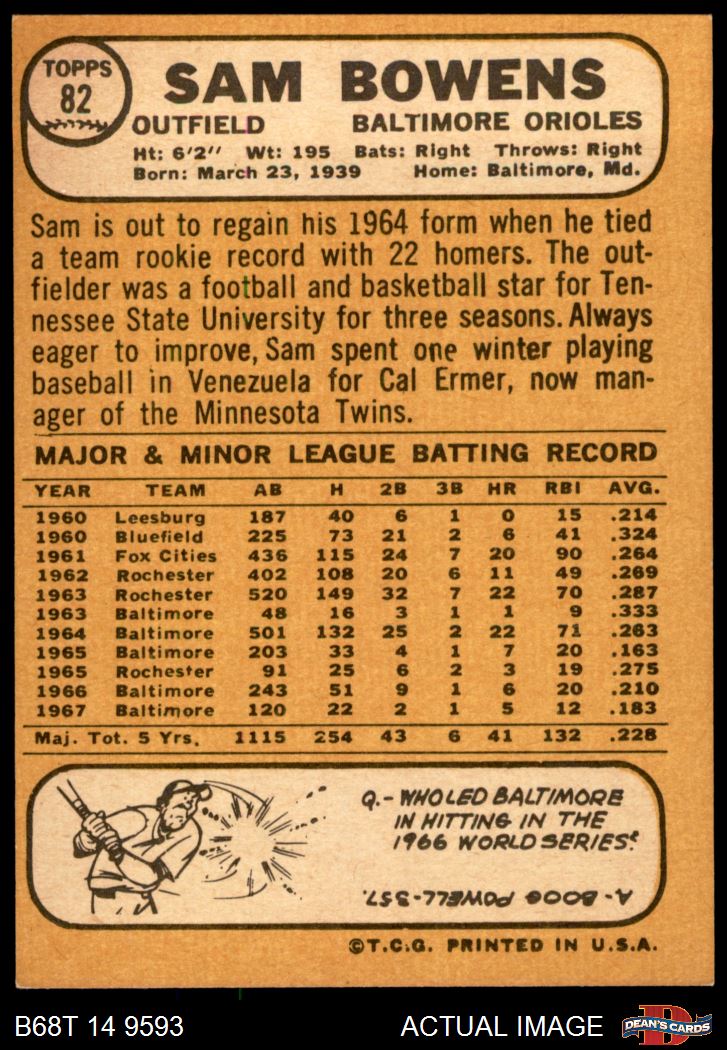 TOPPS
82
SAM BOWENS
OUTFIELD BALTIMORE ORIOLES
Ht: 6'2" Wt: 195 Bats: Right Throws: Right
Born: March 23, 1939 Home: Baltimore, Md.
Sam is out to regain his 1964 form when he tied
a team rookie record with 22 homers. The out-
fielder was a football and basketball star for Ten-
nessee State University for three seasons. Always
eager to improve, Sam spent one winter playing
baseball in Venezuela for Cal Ermer, now man-
ager of the Minnesota Twins.
MAJOR & MINOR LEAGUE BATTING RECORD
YEAR TEAM AB H 2B 3B HR RBI AVG.
1960 Leesburg 187 40 6 1 0 15 .214
1960 Bluefield 225 73 21 2 6 41 .324
1961 Fox Cities 436 115 24 7 20 90 .264
1962 Rochester 402 108 20 6 11 49 .269
1963 Rochester 520 149 32 7 22 70 .287
1963 Baltimore 48 16 3 1 1 9 .333
1964 Baltimore 501 132 25 2 22 71 .263
1965 Baltimore 203 33 4 1 7 20 .163
1965 Rochester 91 25 6 2 3 19 .275
1966 Baltimore 243 51 9 1 6 20 .210
1967 Baltimore 120 22 2 1 5 12 .183
Maj. Tot. 5 Yrs. 1115 254 43 6 41 132 .228
Q.- WHO LED BALTIMORE
IN HITTING IN THE
1966 WORLD SERIES?
A- BOOG POWELL-.357.
©T.C.G. PRINTED IN U.S.A.
B68T 14 9593 ACTUAL IMAGE
D
DEAN'S CARDS